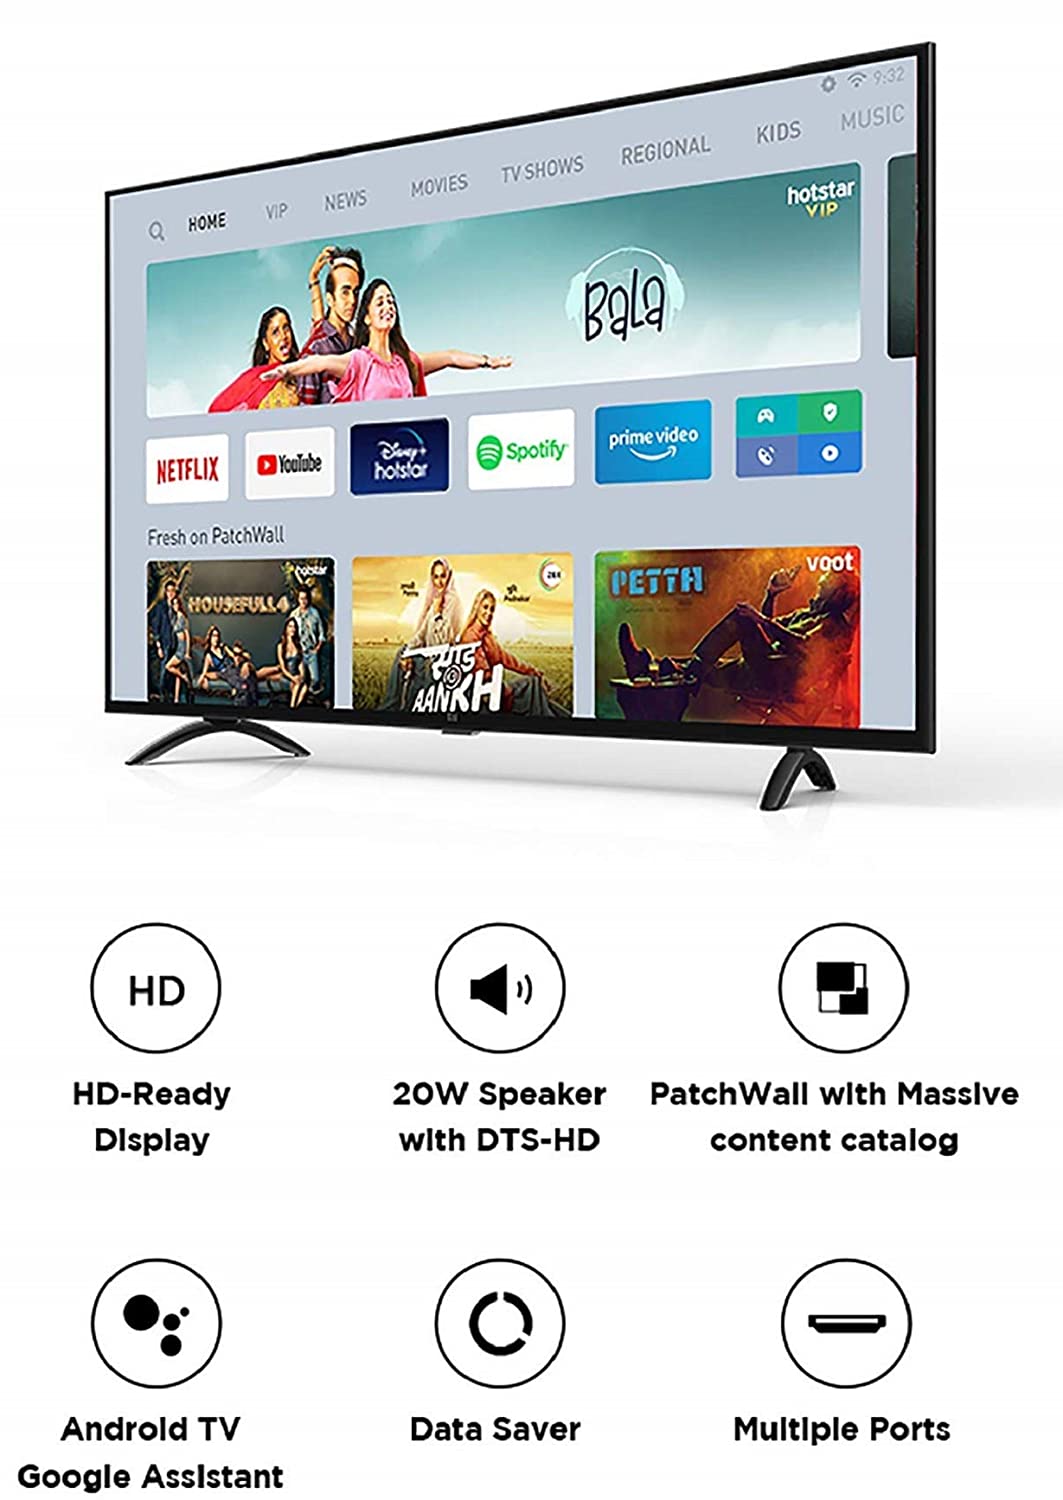 9:32
HOME VIP NEWS MOVIES TV SHOWS REGIONAL KIDS MUSIC
hotstar
VIP
BALA
NETFLIX
YouTube
Disney+
hotstar
Spotify
prime video
Fresh on PatchWall
hotstar
HOUSEFULL4
सांड
AANKH
PETTA
voot
HD
HD-Ready
Display
20W Speaker
with DTS-HD
PatchWall with Massive
content catalog
Android TV
Google Assistant
Data Saver
Multiple Ports